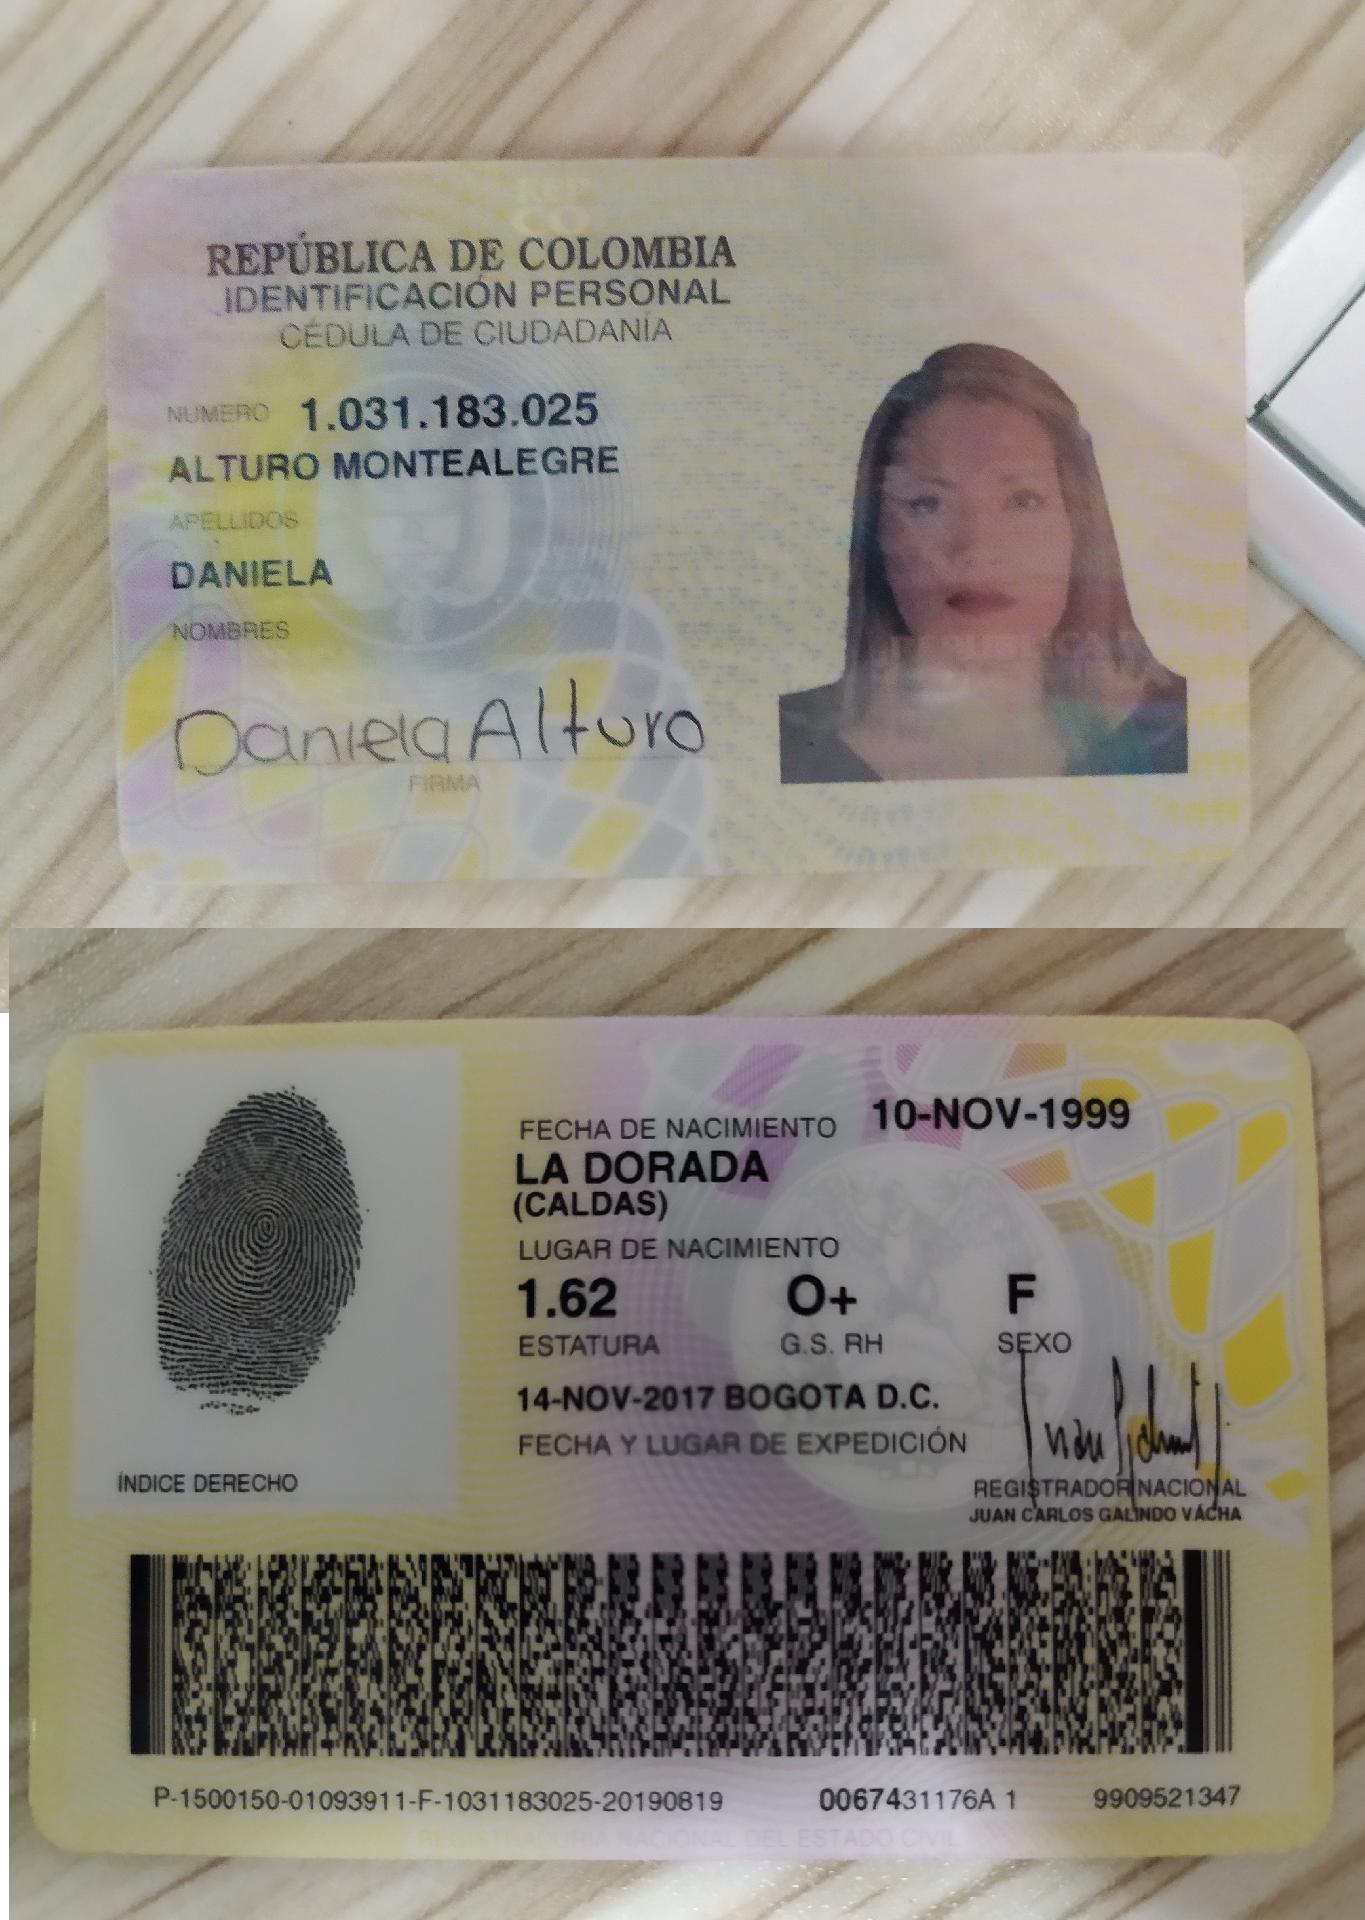 REPÚBLICA DE COLOMBIA
IDENTIFICACIÓN PERSONAL
CÉDULA DE CIUDADANÍA
NUMERO 1.031.183.025
ALTURO MONTEALEGRE
APELLIDOS
DANIELA
NOMBRES
Daniela Alturo
FIRMA
FECHA DE NACIMIENTO 10-NOV-1999
LA DORADA
(CALDAS)
LUGAR DE NACIMIENTO
1.62 O+ F
ESTATURA G.S. RH SEXO
14-NOV-2017 BOGOTA D.C.
FECHA Y LUGAR DE EXPEDICIÓN
ÍNDICE DERECHO
REGISTRADOR NACIONAL
JUAN CARLOS GALINDO VÁCHA
P-1500150-01093911-F-1031183025-20190819 0067431176A 1 9909521347
REGISTRADURIA NACIONAL DEL ESTADO CIVIL